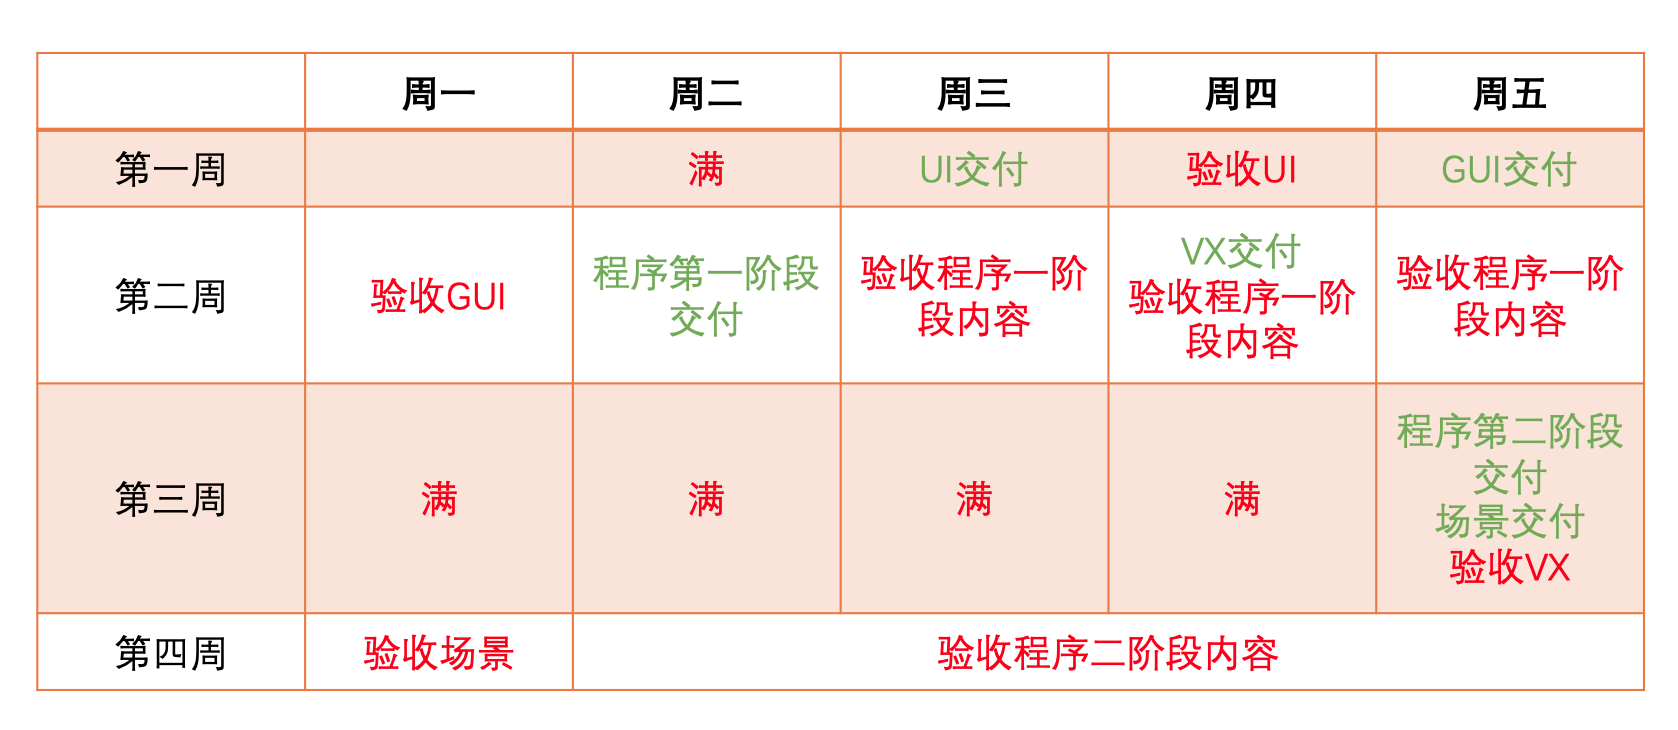 周一 周二 周三 周四 周五
第一周 满 UI交付 验收UI GUI交付
第二周
验收GUI
程序第一阶段
交付
验收程序一阶
段内容
VX交付
验收程序一阶
段内容
验收程序一阶
段内容
第三周
满
满
满
满
程序第二阶段
交付
场景交付
验收VX
第四周 验收场景 验收程序二阶段内容